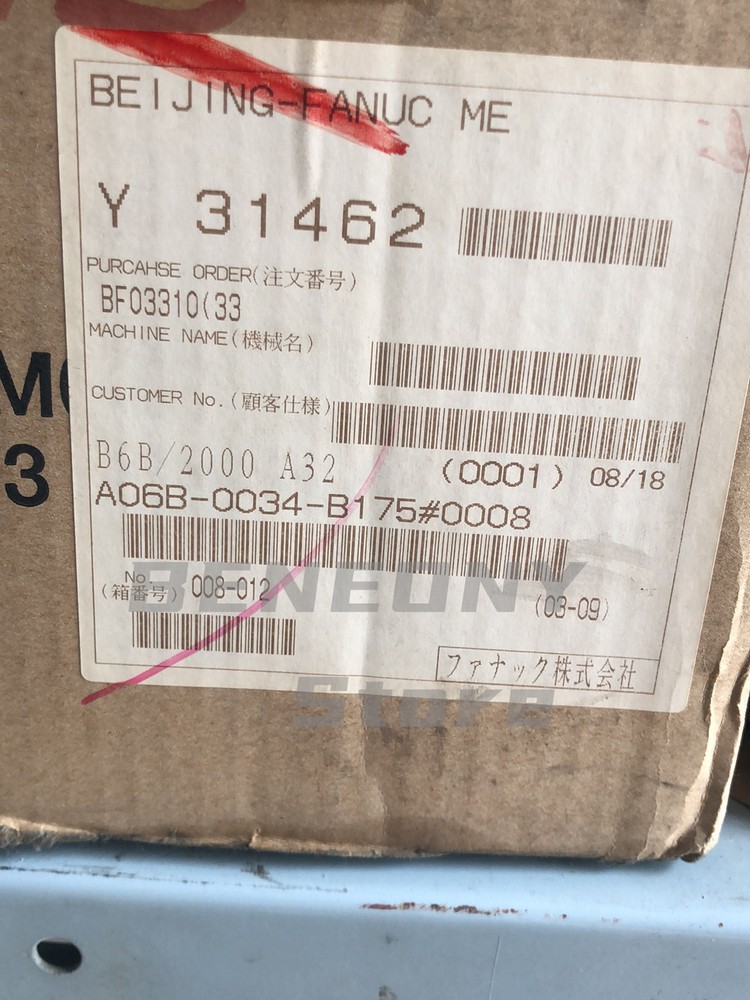 BEIJING-FANUC ME
Y 31462
PURCAHSE ORDER(注文番号)
BF03310(33
MACHINE NAME(機械名)
CUSTOMER No.(顧客仕様)
B6B/2000 A32 (0001) 08/18
A06B-0034-B175#0008
No.
(箱番号) 008-012
(03-09)
ファナック株式会社
BENEONY
Store
3